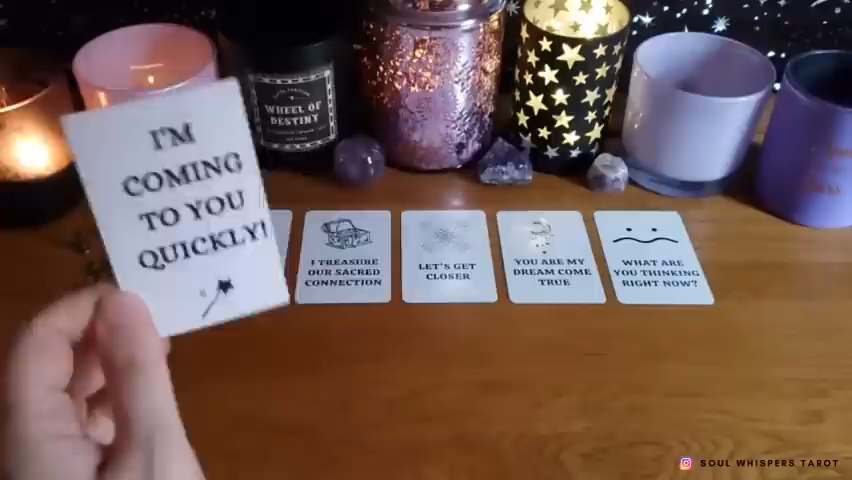 I'M
COMING
TO YOU
QUICKLY!
WHEEL OF
DESTINY
I TREASURE
OUR SACRED
CONNECTION
LET'S GET
CLOSER
YOU ARE MY
DREAM COME
TRUE
WHAT ARE
YOU THINKING
RIGHT NOW?
SOUL WHISPERS TAROT